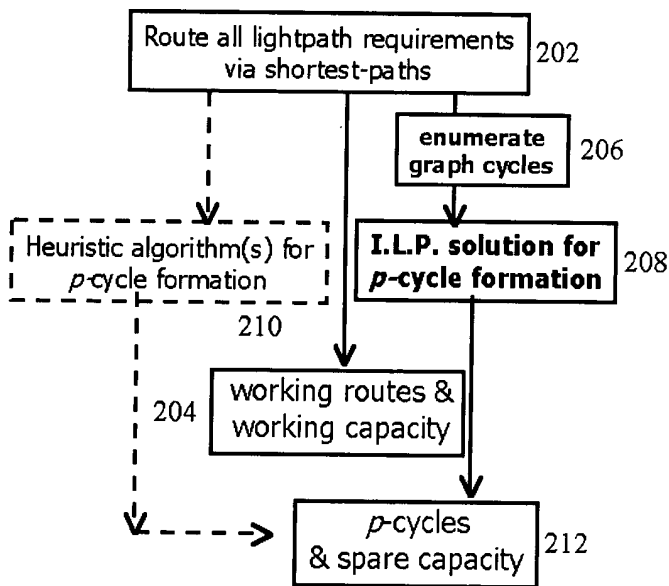 Route all lightpath requirements
via shortest-paths
202
enumerate
graph cycles
206
Heuristic algorithm(s) for
p-cycle formation
210
I.L.P. solution for
p-cycle formation
208
204
working routes &
working capacity
p-cycles
& spare capacity
212